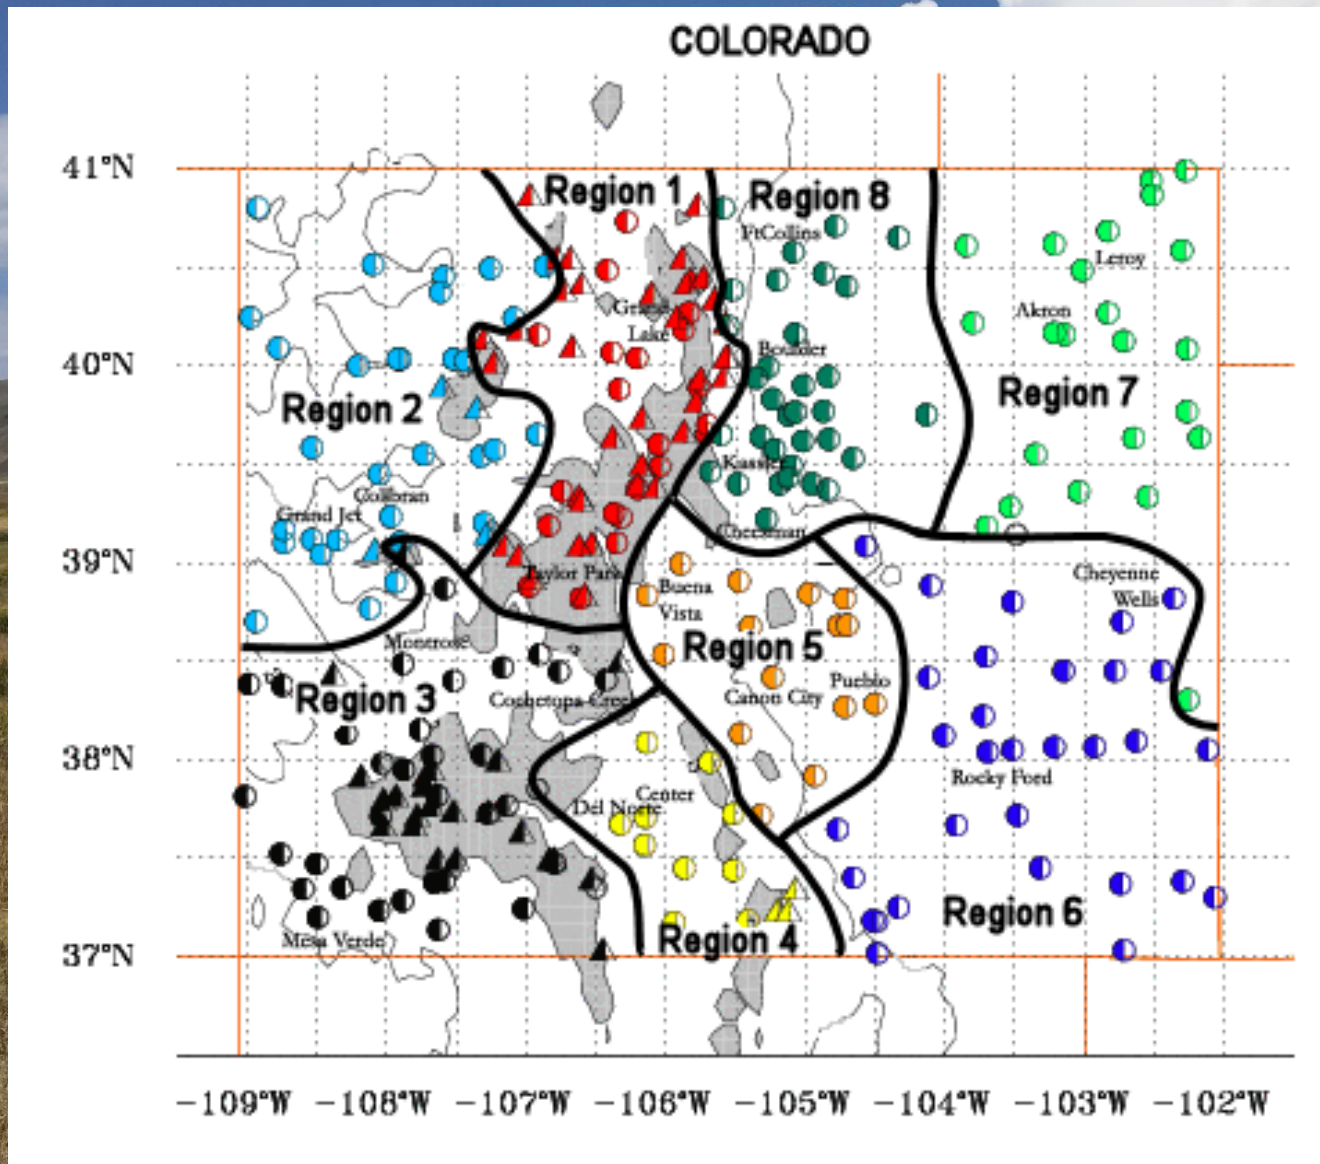 COLORADO
41°N
Region 1
Region 8
FtCollins
Leroy
Grand
Lake
Akron
Boulder
40°N
Region 2
Region 7
Kassler
Collbran
Grand Jct
Cheesman
39°N
Taylor Park
Buena
Vista
Cheyenne
Wells
Montrose
Region 5
Region 3
Cochetopa Creek
Canon City
Pueblo
38°N
Rocky Ford
Center
Del Norte
Region 6
Mesa Verde
Region 4
37°N
-109°W -108°W -107°W -106°W -105°W -104°W -103°W -102°W